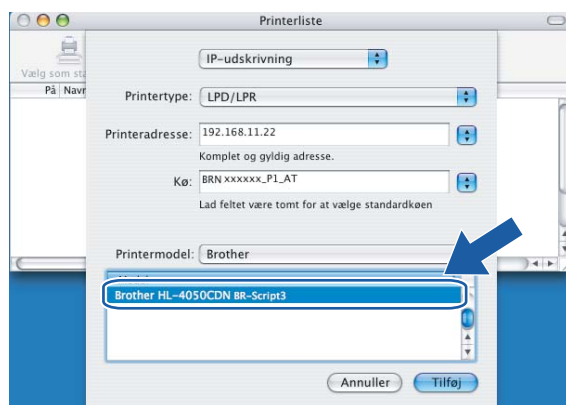 Printerliste
IP-udskrivning
Vælg som sta
På Navn
Printertype: LPD/LPR
Printeradresse: 192.168.11.22
Komplet og gyldig adresse.
Kø: BRNxxxxxx_P1_AT
Lad feltet være tomt for at vælge standardkøen
Printermodel: Brother
Brother HL-4050CDN BR-Script3
Annuller Tilføj